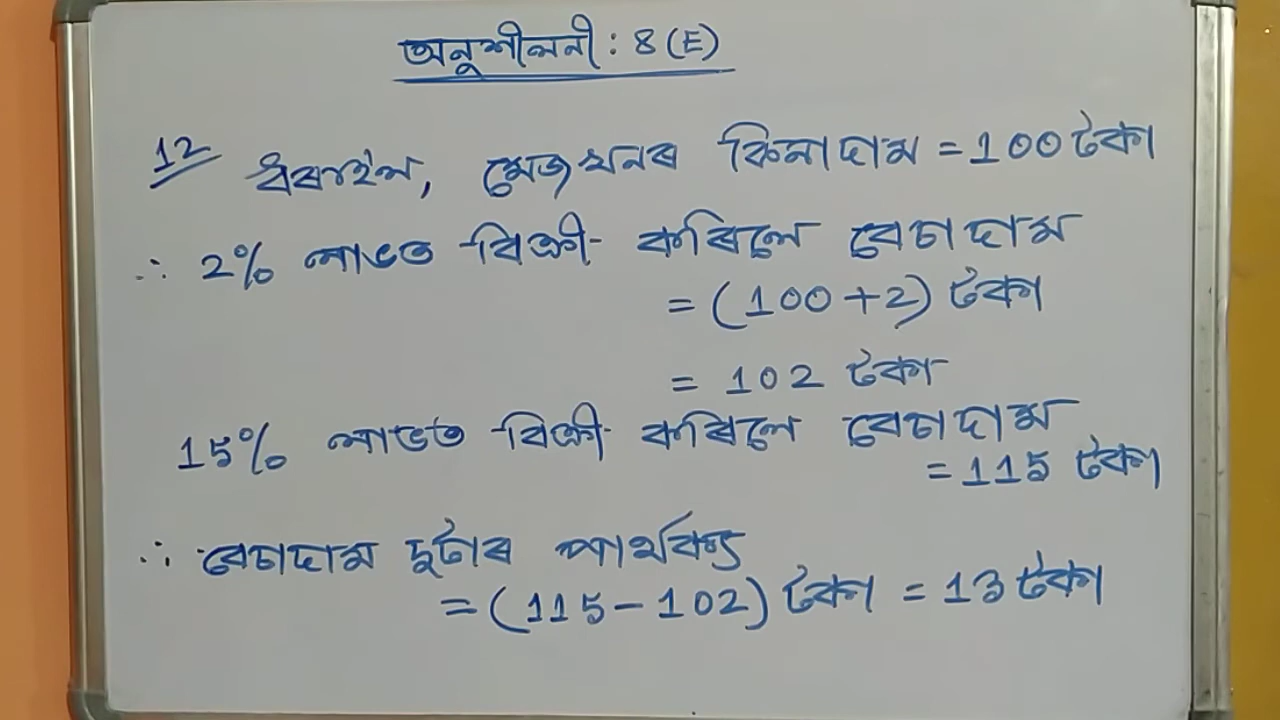 অনুশীলনী : 8 (E)
12 ধৰাহ'ল, মেজখনৰ কিনাদাম = 100 টকা
∴ 2% লাভত বিক্ৰী কৰিলে বেচাদাম
= (100 + 2) টকা
= 102 টকা
15% লাভত বিক্ৰী কৰিলে বেচাদাম
= 115 টকা
∴ বেচাদাম দুটাৰ পাৰ্থক্য
= (115 - 102) টকা = 13 টকা